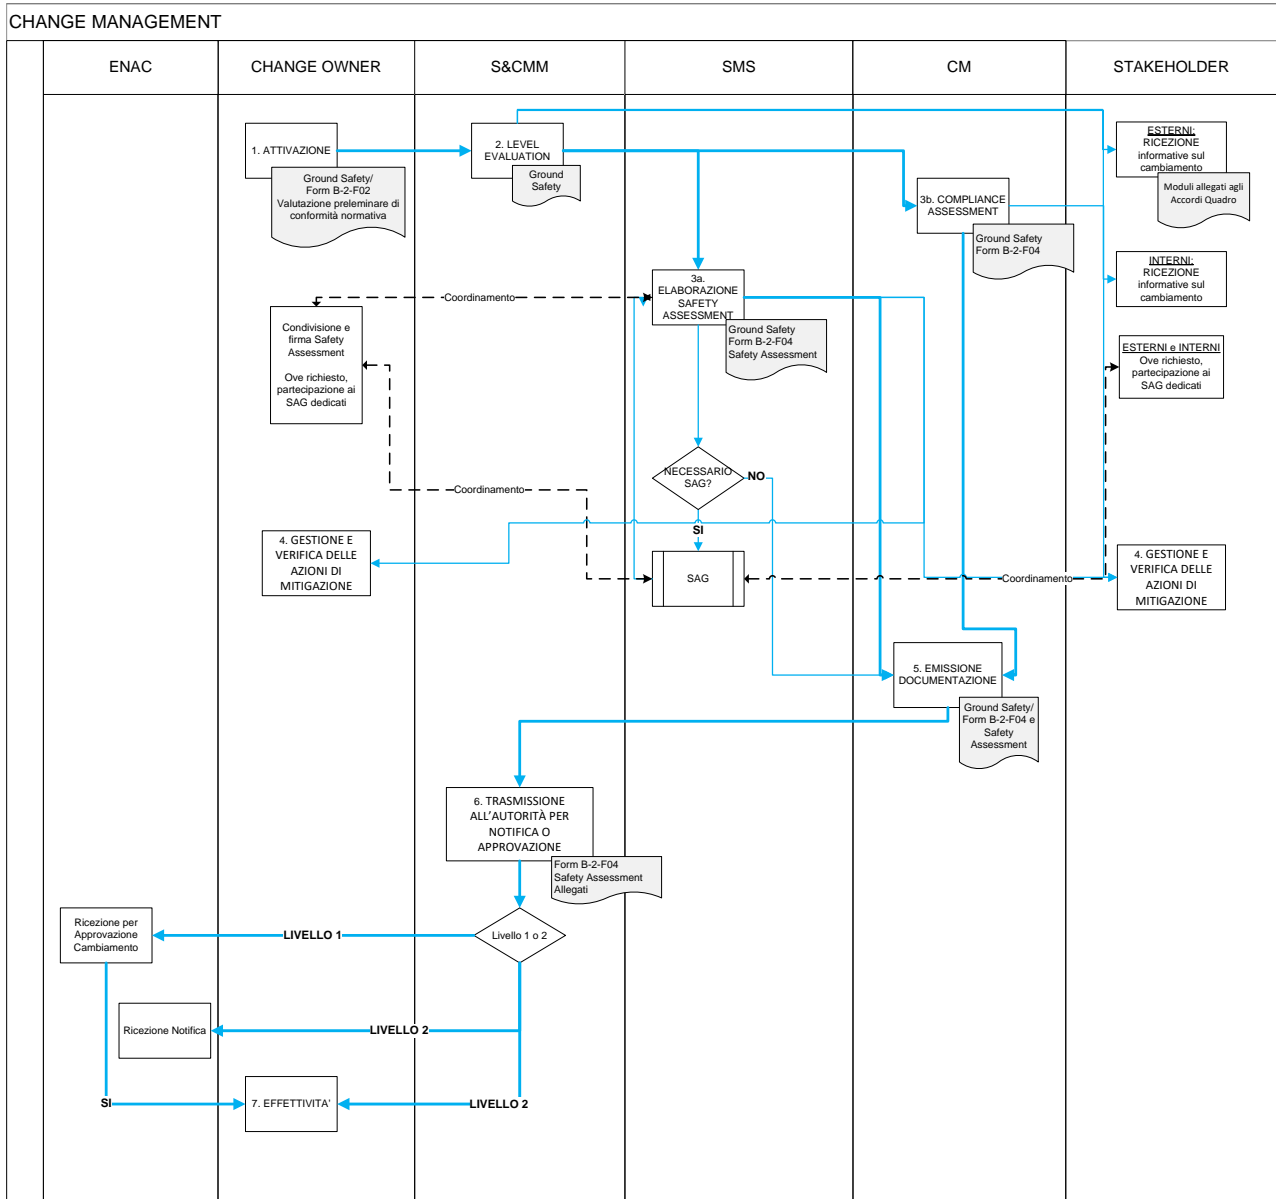 CHANGE MANAGEMENT
ENAC
CHANGE OWNER
S&CMM
SMS
CM
STAKEHOLDER
1. ATTIVAZIONE
Ground Safety/
Form B-2-F02
Valutazione preliminare di
conformità normativa
2. LEVEL
EVALUATION
Ground
Safety
ESTERNI:
RICEZIONE
informative sul
cambiamento
Moduli allegati agli
Accordi Quadro
3b. COMPLIANCE
ASSESSMENT
Ground Safety
Form B-2-F04
INTERNI:
RICEZIONE
informative sul
cambiamento
3a.
ELABORAZIONE
SAFETY
ASSESSMENT
Ground Safety
Form B-2-F04
Safety Assessment
Coordinamento
Condivisione e
firma Safety
Assessment
Ove richiesto,
partecipazione ai
SAG dedicati
ESTERNI e INTERNI
Ove richiesto,
partecipazione ai
SAG dedicati
NECESSARIO
SAG?
NO
SI
Coordinamento
4. GESTIONE E
VERIFICA DELLE
AZIONI DI
MITIGAZIONE
SAG
Coordinamento
4. GESTIONE E
VERIFICA DELLE
AZIONI DI
MITIGAZIONE
5. EMISSIONE
DOCUMENTAZIONE
Ground Safety/
Form B-2-F04 e
Safety
Assessment
6. TRASMISSIONE
ALL'AUTORITÀ PER
NOTIFICA O
APPROVAZIONE
Form B-2-F04
Safety Assessment
Allegati
Ricezione per
Approvazione
Cambiamento
LIVELLO 1
Livello 1 o 2
Ricezione Notifica
LIVELLO 2
SI
7. EFFETTIVITA'
LIVELLO 2